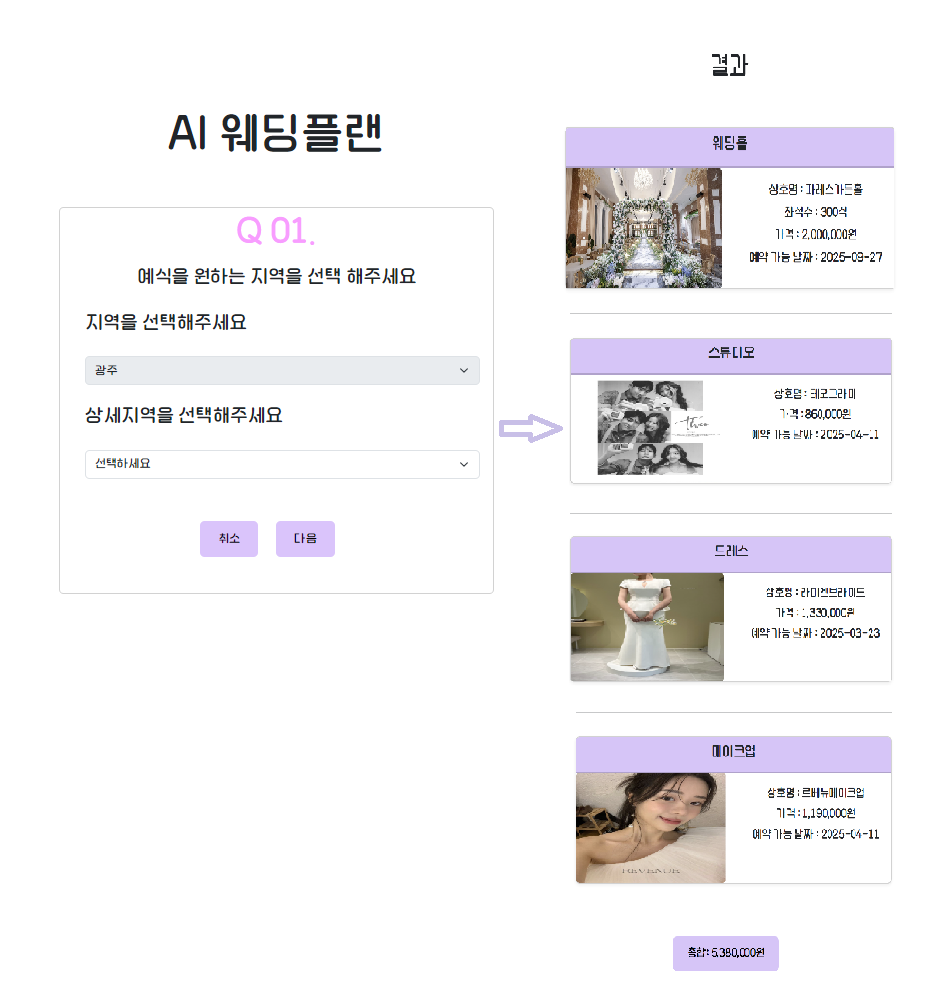 AI 웨딩플랜
Q 01.
예식을 원하는 지역을 선택 해주세요
지역을 선택해주세요
광주
상세지역을 선택해주세요
선택하세요
취소
다음
결과
웨딩홀
상호명 : 파레스가든홀
좌석수 : 300석
가격 : 2,000,000원
예약 가능 날짜 : 2025-09-27
스튜디오
상호명 : 테오그라피
가격 : 860,000원
예약 가능 날짜 : 2025-04-11
드레스
상호명 : 라미엔브라이드
가격 : 1,330,000원
예약 가능 날짜 : 2025-03-23
메이크업
상호명 : 르베뉴메이크업
가격 : 1,190,000원
예약 가능 날짜 : 2025-04-11
총합: 5,380,000원